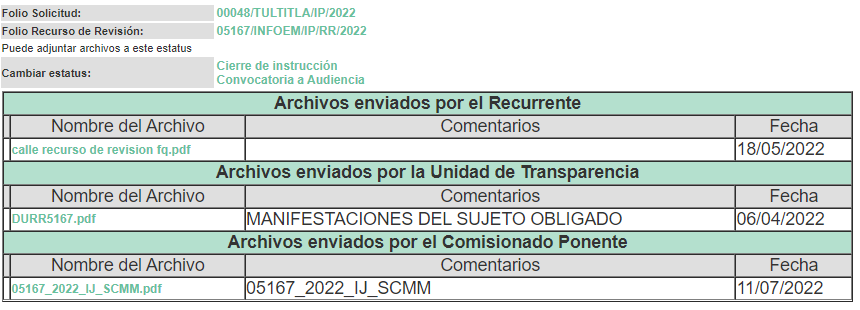 Folio Solicitud: 00048/TULTITLA/IP/2022
Folio Recurso de Revisión: 05167/INFOEM/IP/RR/2022
Puede adjuntar archivos a este estatus
Cambiar estatus: Cierre de instrucción
Convocatoria a Audiencia
Archivos enviados por el Recurrente
Nombre del Archivo Comentarios Fecha
calle recurso de revision fq.pdf 18/05/2022
Archivos enviados por la Unidad de Transparencia
Nombre del Archivo Comentarios Fecha
DURR5167.pdf MANIFESTACIONES DEL SUJETO OBLIGADO 06/04/2022
Archivos enviados por el Comisionado Ponente
Nombre del Archivo Comentarios Fecha
05167_2022_IJ_SCMM.pdf 05167_2022_IJ_SCMM 11/07/2022